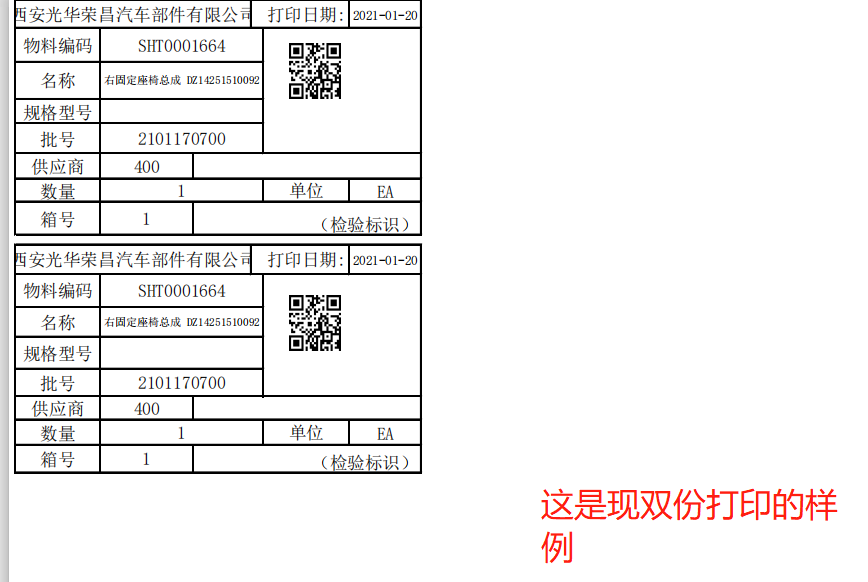 西安光华荣昌汽车部件有限公司 打印日期: 2021-01-20
物料编码 SHT0001664
名称 右固定座椅总成 DZ14251510092
规格型号
批号 2101170700
供应商 400
数量 1 单位 EA
箱号 1 （检验标识）
西安光华荣昌汽车部件有限公司 打印日期: 2021-01-20
物料编码 SHT0001664
名称 右固定座椅总成 DZ14251510092
规格型号
批号 2101170700
供应商 400
数量 1 单位 EA
箱号 1 （检验标识）
这是现双份打印的样
例